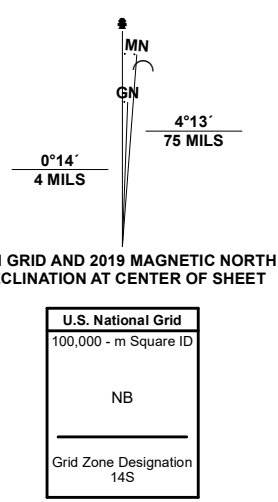 MN
GN
4°13´
75 MILS
0°14´
4 MILS
GRID AND 2019 MAGNETIC NORTH
AT CENTER OF SHEET
U.S. National Grid
100,000 - m Square ID
NB
Grid Zone Designation
14S